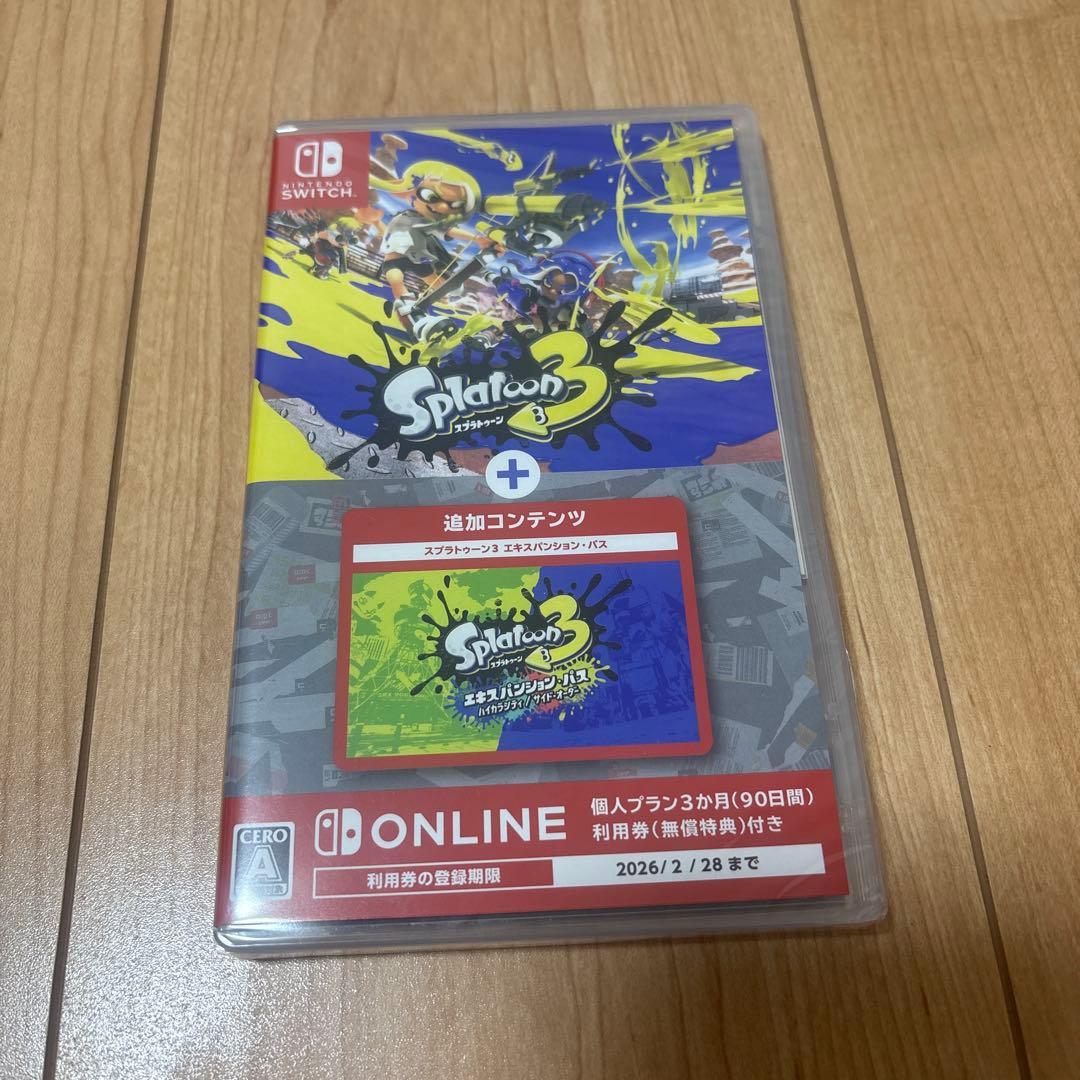 NINTENDO
SWITCH
Splatoon3
スプラトゥーン
3
+
追加コンテンツ
スプラトゥーン3 エキスパンション・パス
Splatoon3
スプラトゥーン
3
エキスパンション・パス
ハイカラシティ / サイド・オーダー
ONLINE
個人プラン3か月(90日間)
利用券(無償特典)付き
CERO
A
利用券の登録期限
2026/2/28まで